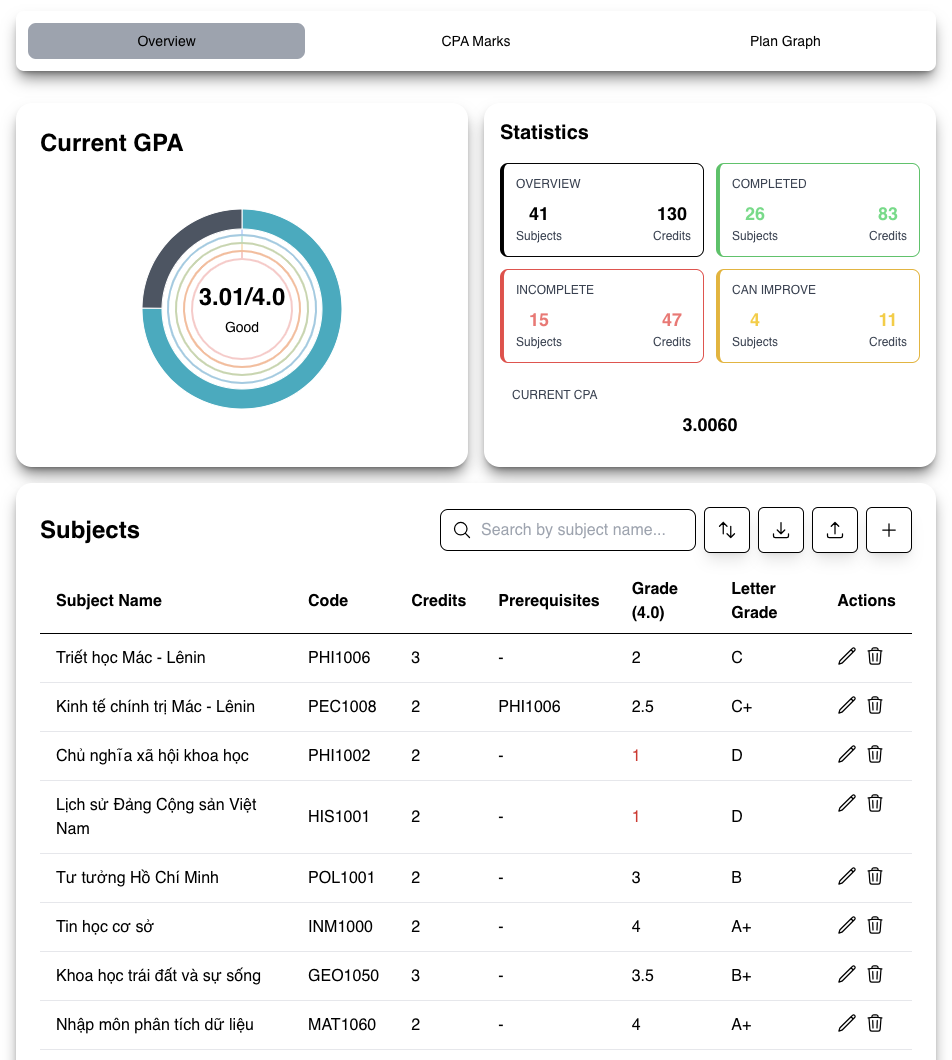 Overview CPA Marks Plan Graph
Current GPA
3.01/4.0
Good
Statistics
OVERVIEW
41 130
Subjects Credits
COMPLETED
26 83
Subjects Credits
INCOMPLETE
15 47
Subjects Credits
CAN IMPROVE
4 11
Subjects Credits
CURRENT CPA
3.0060
Subjects
Search by subject name...
Subject Name Code Credits Prerequisites Grade (4.0) Letter Grade Actions
Triết học Mác - Lênin PHI1006 3 - 2 C
Kinh tế chính trị Mác - Lênin PEC1008 2 PHI1006 2.5 C+
Chủ nghĩa xã hội khoa học PHI1002 2 - 1 D
Lịch sử Đảng Cộng sản Việt Nam HIS1001 2 - 1 D
Tư tưởng Hồ Chí Minh POL1001 2 - 3 B
Tin học cơ sở INM1000 2 - 4 A+
Khoa học trái đất và sự sống GEO1050 3 - 3.5 B+
Nhập môn phân tích dữ liệu MAT1060 2 - 4 A+